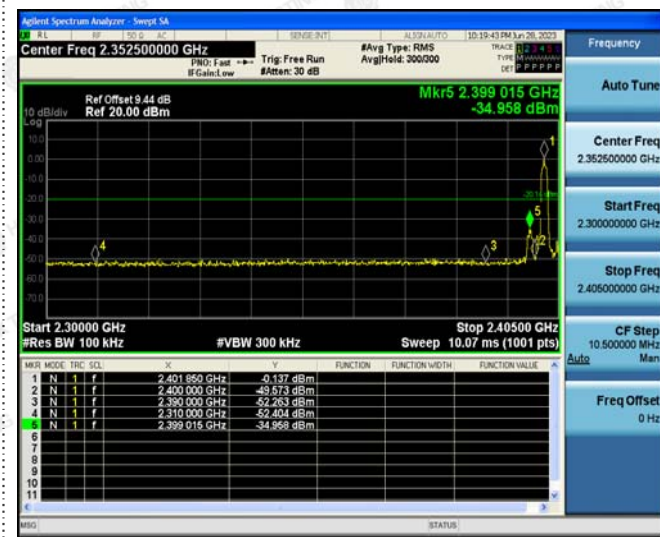 Agilent Spectrum Analyzer - Swept SA
RL RF 50 Ω AC SENSE:INT ALIGN AUTO 10:19:43 PM Jun 28, 2023
Center Freq 2.352500000 GHz
PNO: Fast
IFGain:Low
Trig: Free Run
#Atten: 30 dB
#Avg Type: RMS
Avg|Hold: 300/300
TRACE 1 2 3 4 5 6
TYPE M
DET P P P P P P
Frequency
Mkr5 2.399 015 GHz
-34.958 dBm
Ref Offset 9.44 dB
Ref 20.00 dBm
10 dB/div
Log
10.0
0.00
-10.0
-20.0
-30.0
-40.0
-50.0
-60.0
-70.0
1
5
2
3
4
Start 2.30000 GHz
Stop 2.40500 GHz
#Res BW 100 kHz
#VBW 300 kHz
Sweep 10.07 ms (1001 pts)
MKR MODE TRC SCL X Y FUNCTION FUNCTION WIDTH FUNCTION VALUE
1 N 1 f 2.401 850 GHz -0.137 dBm
2 N 1 f 2.400 000 GHz -49.573 dBm
3 N 1 f 2.390 000 GHz -52.263 dBm
4 N 1 f 2.310 000 GHz -52.404 dBm
5 N 1 f 2.399 015 GHz -34.958 dBm
6
7
8
9
10
11
MSG
STATUS
Auto Tune
Center Freq
2.352500000 GHz
Start Freq
2.300000000 GHz
Stop Freq
2.405000000 GHz
CF Step
10.500000 MHz
Auto Man
Freq Offset
0 Hz